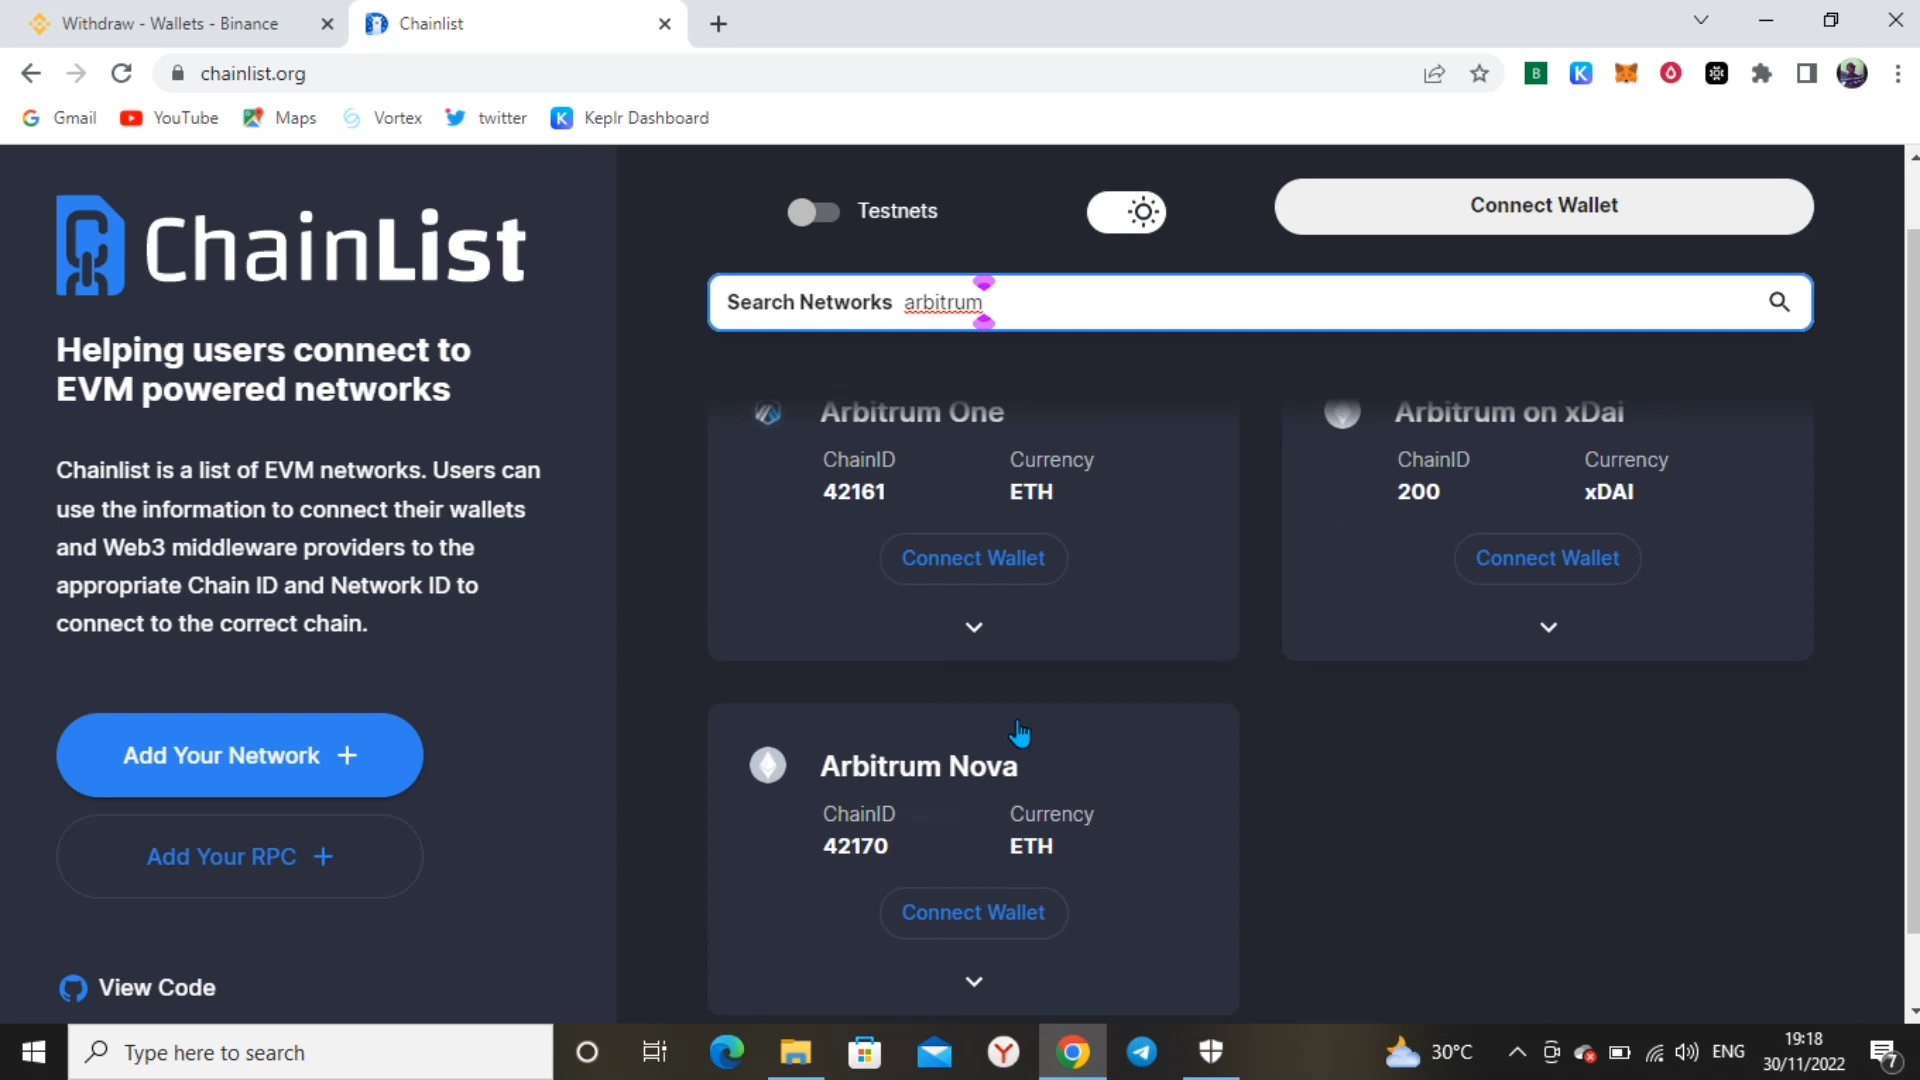 Withdraw - Wallets - Binance
Chainlist
chainlist.org
Gmail
YouTube
Maps
Vortex
twitter
Keplr Dashboard
ChainList
Helping users connect to
EVM powered networks
Chainlist is a list of EVM networks. Users can
use the information to connect their wallets
and Web3 middleware providers to the
appropriate Chain ID and Network ID to
connect to the correct chain.
Add Your Network +
Add Your RPC +
View Code
Testnets
Connect Wallet
Search Networks arbitrum
Arbitrum One
ChainID Currency
42161 ETH
Connect Wallet
Arbitrum on xDai
ChainID Currency
200 xDAI
Connect Wallet
Arbitrum Nova
ChainID Currency
42170 ETH
Connect Wallet
Type here to search
30°C
ENG
19:18
30/11/2022
7